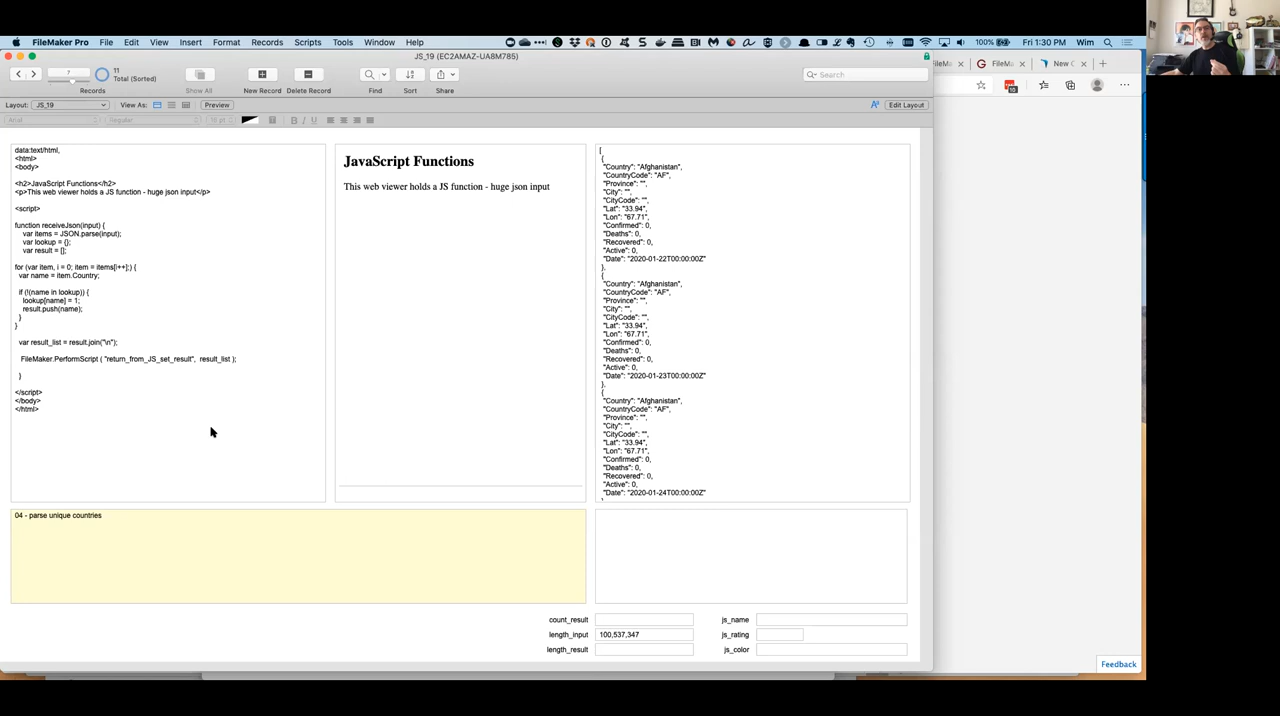 FileMaker Pro File Edit View Insert Format Records Scripts Tools Window Help 100% Fri 1:30 PM Wim
JS_19 (EC2AMAZ-UA8M785)
7 11 Total (Sorted)
Records Show All New Record Delete Record Find Sort Share Search
Layout: JS_19 View As: Preview Edit Layout
Arial Regular B I U
FileMa FileMa New C
data:text/html,
<html>
<body>
<h2>JavaScript Functions</h2>
<p>This web viewer holds a JS function - huge json input</p>
<script>
function receiveJson(input) {
var items = JSON.parse(input);
var lookup = {};
var result = [];
for (var item, i = 0; item = items[i++];) {
var name = item.Country;
if (!(name in lookup)) {
lookup[name] = 1;
result.push(name);
}
}
var result_list = result.join("\n");
FileMaker.PerformScript ( "return_from_JS_set_result", result_list );
}
</script>
</body>
</html>
JavaScript Functions
This web viewer holds a JS function - huge json input
[
{
"Country": "Afghanistan",
"CountryCode": "AF",
"Province": "",
"City": "",
"CityCode": "",
"Lat": "33.94",
"Lon": "67.71",
"Confirmed": 0,
"Deaths": 0,
"Recovered": 0,
"Active": 0,
"Date": "2020-01-22T00:00:00Z"
},
{
"Country": "Afghanistan",
"CountryCode": "AF",
"Province": "",
"City": "",
"CityCode": "",
"Lat": "33.94",
"Lon": "67.71",
"Confirmed": 0,
"Deaths": 0,
"Recovered": 0,
"Active": 0,
"Date": "2020-01-23T00:00:00Z"
},
{
"Country": "Afghanistan",
"CountryCode": "AF",
"Province": "",
"City": "",
"CityCode": "",
"Lat": "33.94",
"Lon": "67.71",
"Confirmed": 0,
"Deaths": 0,
"Recovered": 0,
"Active": 0,
"Date": "2020-01-24T00:00:00Z"
04 - parse unique countries
count_result js_name
length_input 100,537,347 js_rating
length_result js_color
Feedback